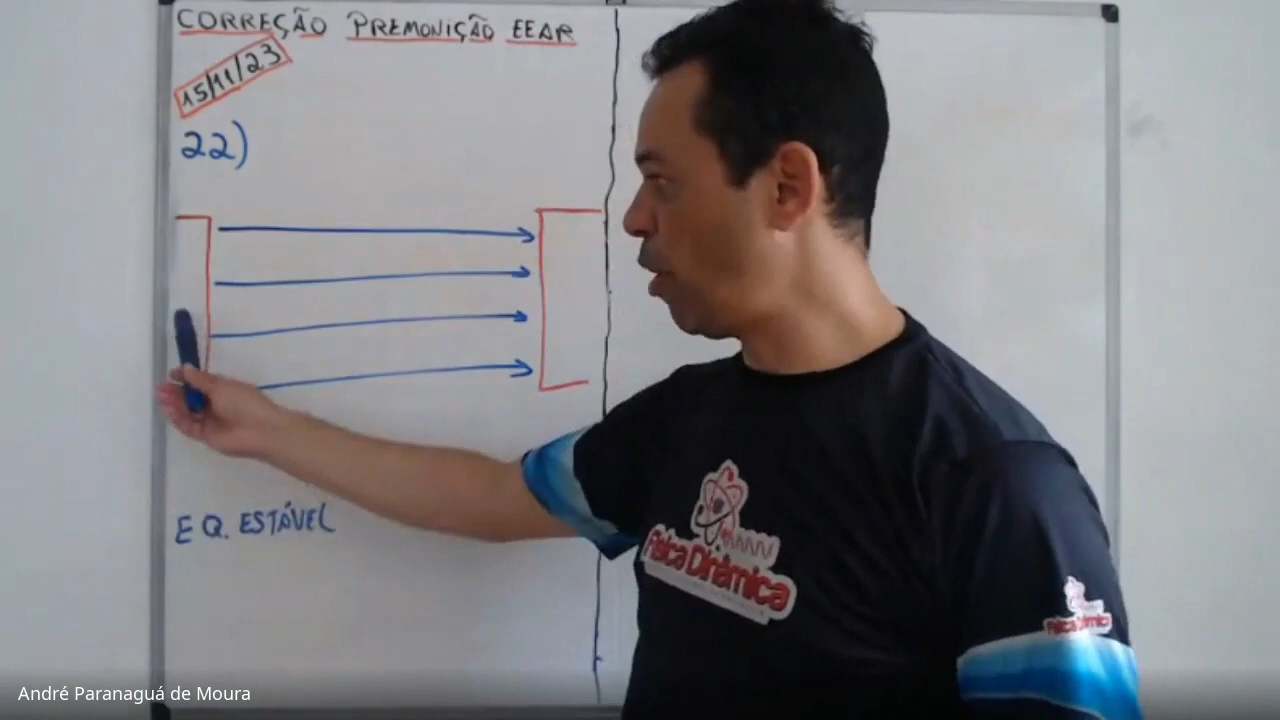 CORREÇÃO PREMONIÇÃO EEAR
15/11/23
22)
EQ. ESTÁVEL
Física Dinâmica
Física Dinâmica
André Paranaguá de Moura